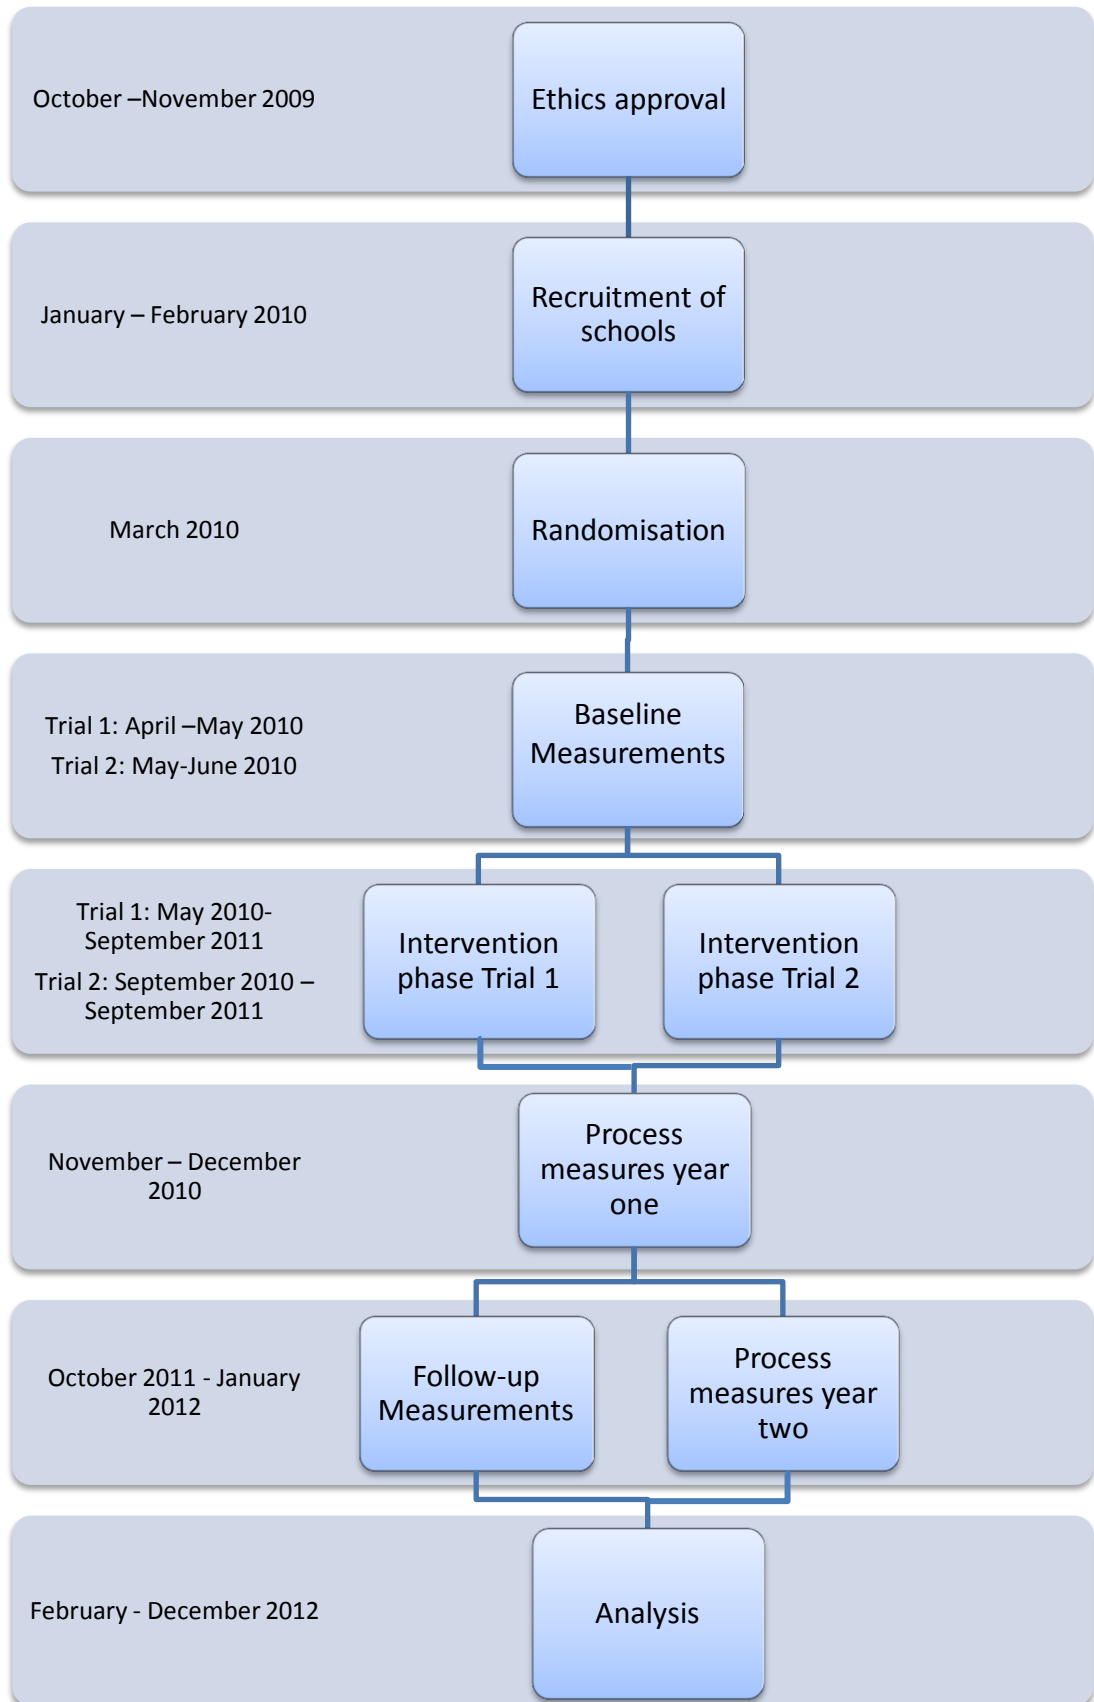 October –November 2009
Ethics approval
January – February 2010
Recruitment of
schools
March 2010
Randomisation
Trial 1: April –May 2010
Trial 2: May-June 2010
Baseline
Measurements
Trial 1: May 2010-
September 2011
Trial 2: September 2010 –
September 2011
Intervention
phase Trial 1
Intervention
phase Trial 2
November – December
2010
Process
measures year
one
October 2011 - January
2012
Follow-up
Measurements
Process
measures year
two
February - December 2012
Analysis